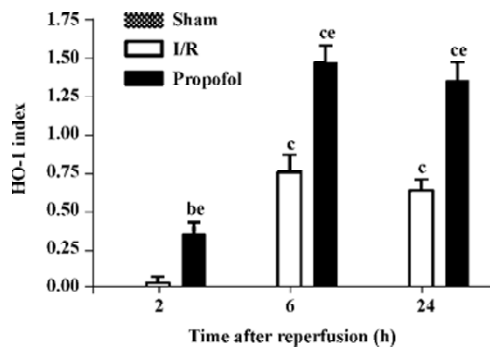 HO-1 index
1.75
1.50
1.25
1.00
0.75
0.50
0.25
0.00
Sham
I/R
Propofol
be
c
ce
c
ce
2
6
24
Time after reperfusion (h)